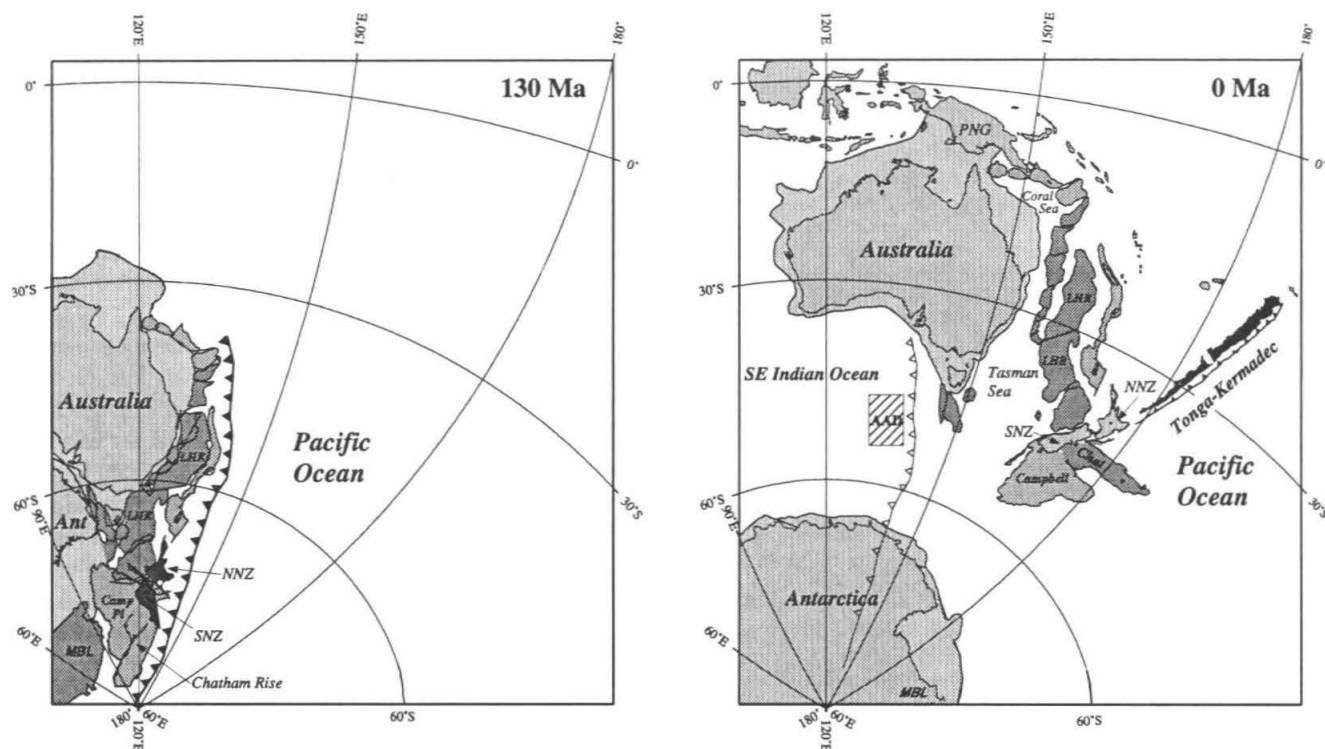 120°E
150°E
180°
0°
130 Ma
0°
30°S
Australia
LHR
Pacific
Ocean
60°S
90°E
Ant
LHR
30°S
NNZ
Camp
Pl
SNZ
60°E
MBL
Chatham Rise
180°
60°E
120°E
60°S
120°E
150°E
180°
0°
0 Ma
PNG
0°
Coral
Sea
Australia
30°S
LHR
LHR
SE Indian Ocean
Tasman
Sea
NNZ
Tonga-Kermadec
AAD
SNZ
Chat
Campbell
Pacific
Ocean
30°S
60°S
90°E
Antarctica
60°E
MBL
180°
60°E
120°E
60°S